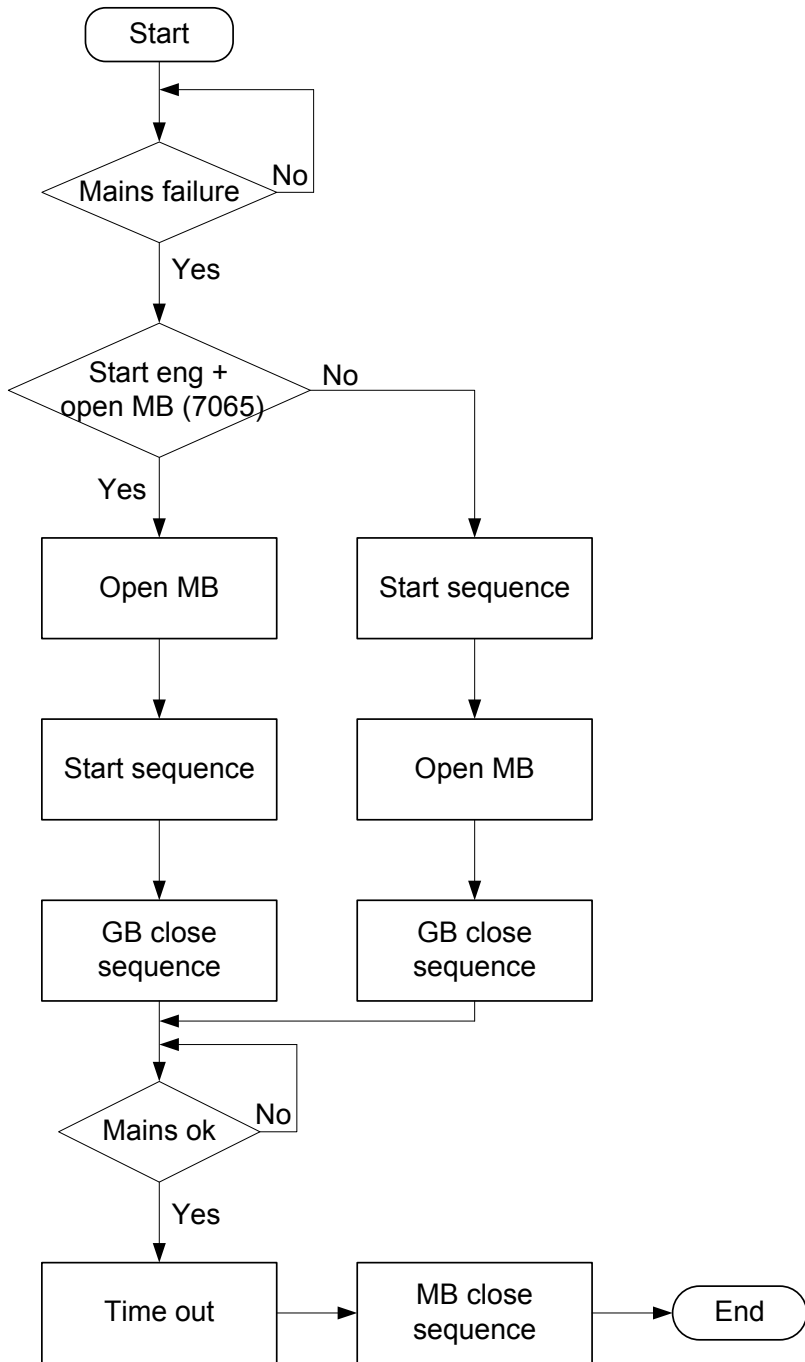 Start
No
Mains failure
Yes
Start eng +
open MB (7065)
No
Yes
Open MB
Start sequence
Start sequence
Open MB
GB close
sequence
GB close
sequence
No
Mains ok
Yes
Time out
MB close
sequence
End